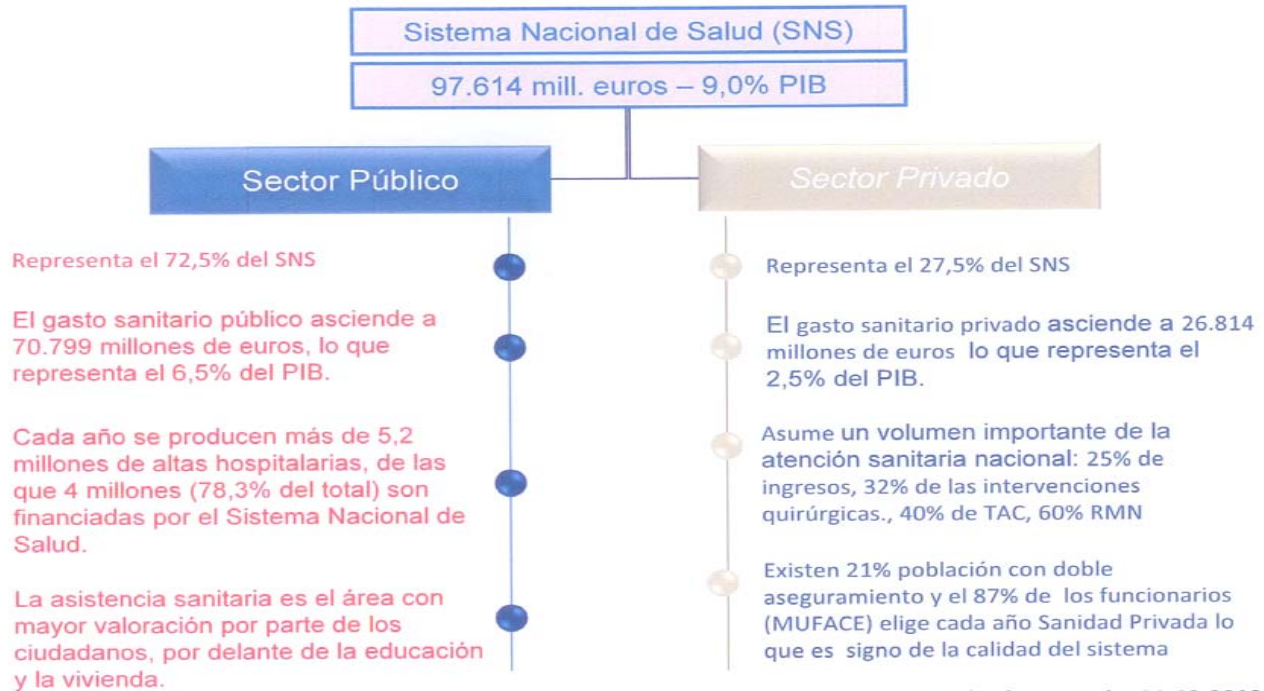 Sistema Nacional de Salud (SNS)
97.614 mill. euros – 9,0% PIB
Sector Público
Representa el 72,5% del SNS
El gasto sanitario público asciende a
70.799 millones de euros, lo que
representa el 6,5% del PIB.
Cada año se producen más de 5,2
millones de altas hospitalarias, de las
que 4 millones (78,3% del total) son
financiadas por el Sistema Nacional de
Salud.
La asistencia sanitaria es el área con
mayor valoración por parte de los
ciudadanos, por delante de la educación
y la vivienda.
Sector Privado
Representa el 27,5% del SNS
El gasto sanitario privado asciende a 26.814
millones de euros lo que representa el
2,5% del PIB.
Asume un volumen importante de la
atención sanitaria nacional: 25% de
ingresos, 32% de las intervenciones
quirúrgicas., 40% de TAC, 60% RMN
Existen 21% población con doble
aseguramiento y el 87% de los funcionarios
(MUFACE) elige cada año Sanidad Privada lo
que es signo de la calidad del sistema